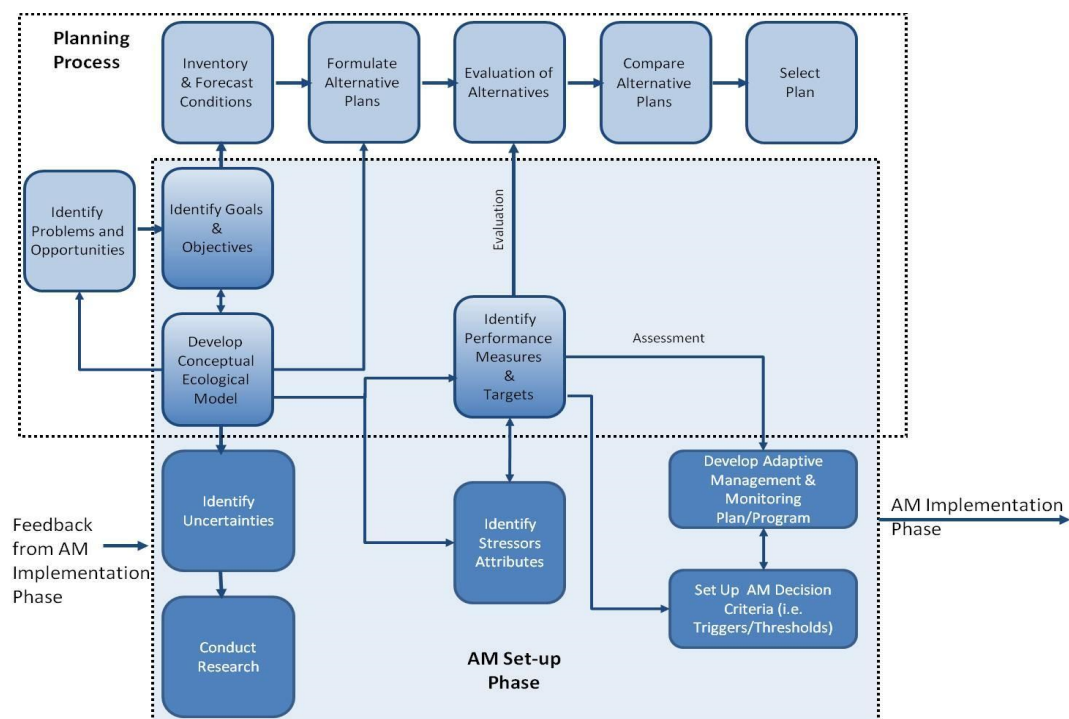 Planning
Process
Inventory
& Forecast
Conditions
Formulate
Alternative
Plans
Evaluation of
Alternatives
Compare
Alternative
Plans
Select
Plan
Identify
Problems and
Opportunities
Identify Goals
&
Objectives
Evaluation
Develop
Conceptual
Ecological
Model
Identify
Performance
Measures
&
Targets
Assessment
Identify
Uncertainties
Identify
Stressors
Attributes
Develop Adaptive
Management &
Monitoring
Plan/Program
AM Implementation
Phase
Feedback
from AM
Implementation
Phase
Conduct
Research
Set Up AM Decision
Criteria (i.e.
Triggers/Thresholds)
AM Set-up
Phase